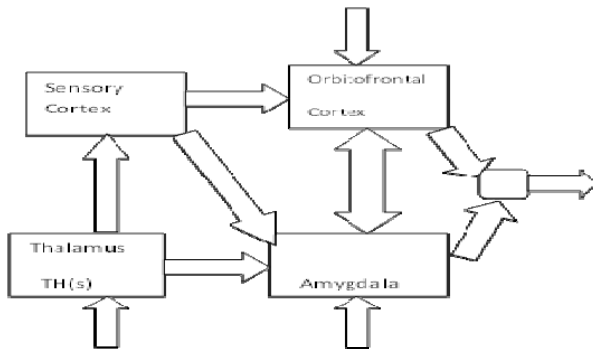 Sensory
Cortex
Orbitofrontal
Cortex
Thalamus
TH(s)
Amygdala